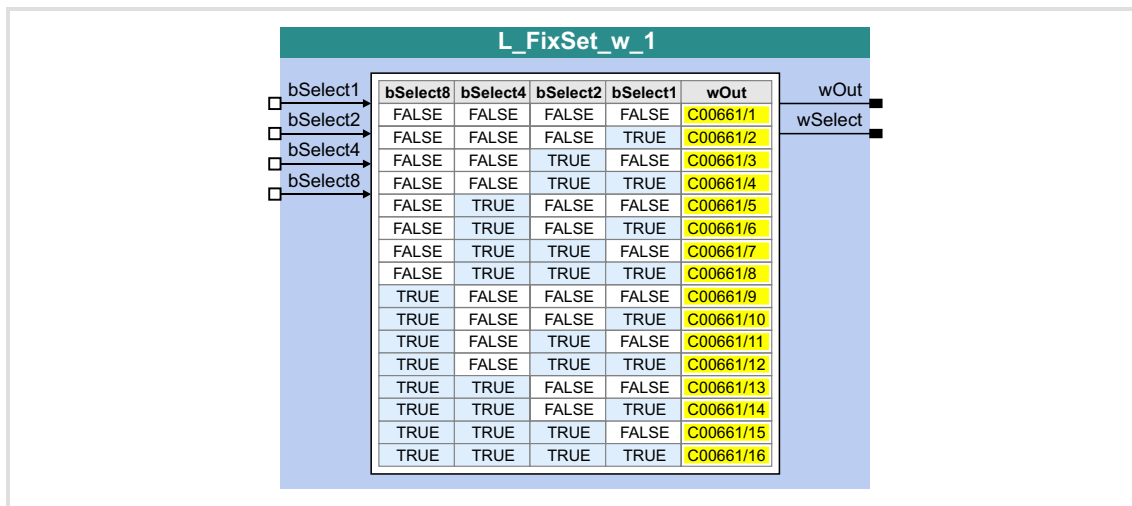 L_FixSet_w_1
bSelect1
bSelect2
bSelect4
bSelect8
bSelect8 bSelect4 bSelect2 bSelect1 wOut
FALSE FALSE FALSE FALSE C00661/1
FALSE FALSE FALSE TRUE C00661/2
FALSE FALSE TRUE FALSE C00661/3
FALSE FALSE TRUE TRUE C00661/4
FALSE TRUE FALSE FALSE C00661/5
FALSE TRUE FALSE TRUE C00661/6
FALSE TRUE TRUE FALSE C00661/7
FALSE TRUE TRUE TRUE C00661/8
TRUE FALSE FALSE FALSE C00661/9
TRUE FALSE FALSE TRUE C00661/10
TRUE FALSE TRUE FALSE C00661/11
TRUE FALSE TRUE TRUE C00661/12
TRUE TRUE FALSE FALSE C00661/13
TRUE TRUE FALSE TRUE C00661/14
TRUE TRUE TRUE FALSE C00661/15
TRUE TRUE TRUE TRUE C00661/16
wOut
wSelect